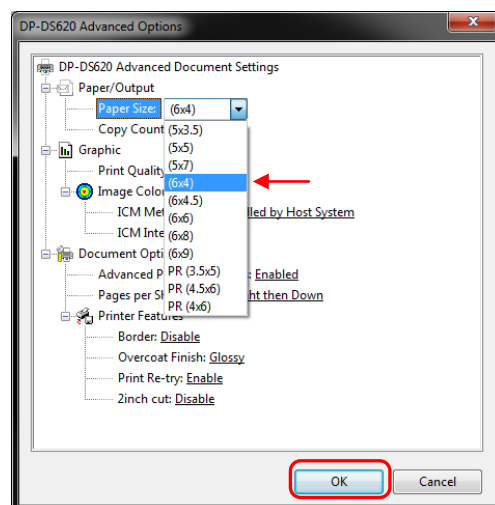 DP-DS620 Advanced Options
DP-DS620 Advanced Document Settings
Paper/Output
Paper Size: (6x4)
Copy Count
(5x3.5)
(5x5)
(5x7)
(6x4)
(6x4.5)
(6x6)
(6x8)
(6x9)
PR (3.5x5)
PR (4.5x6)
PR (4x6)
Graphic
Print Quality
Image Color
ICM Met led by Host System
ICM Inte
Document Opti
Advanced P : Enabled
Pages per Sh ht then Down
Printer Features
Border: Disable
Overcoat Finish: Glossy
Print Re-try: Enable
2inch cut: Disable
OK Cancel